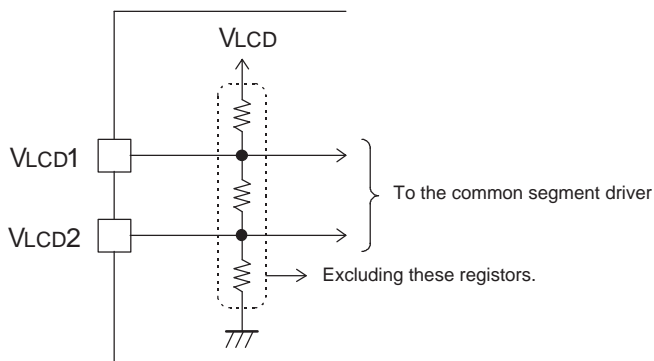 VLCD
VLCD1
To the common segment driver
VLCD2
Excluding these registors.